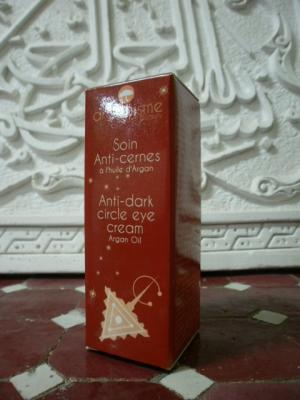 Soin
Anti-cernes
à l'huile d'Argan
Anti-dark
circle eye
cream
Argan Oil